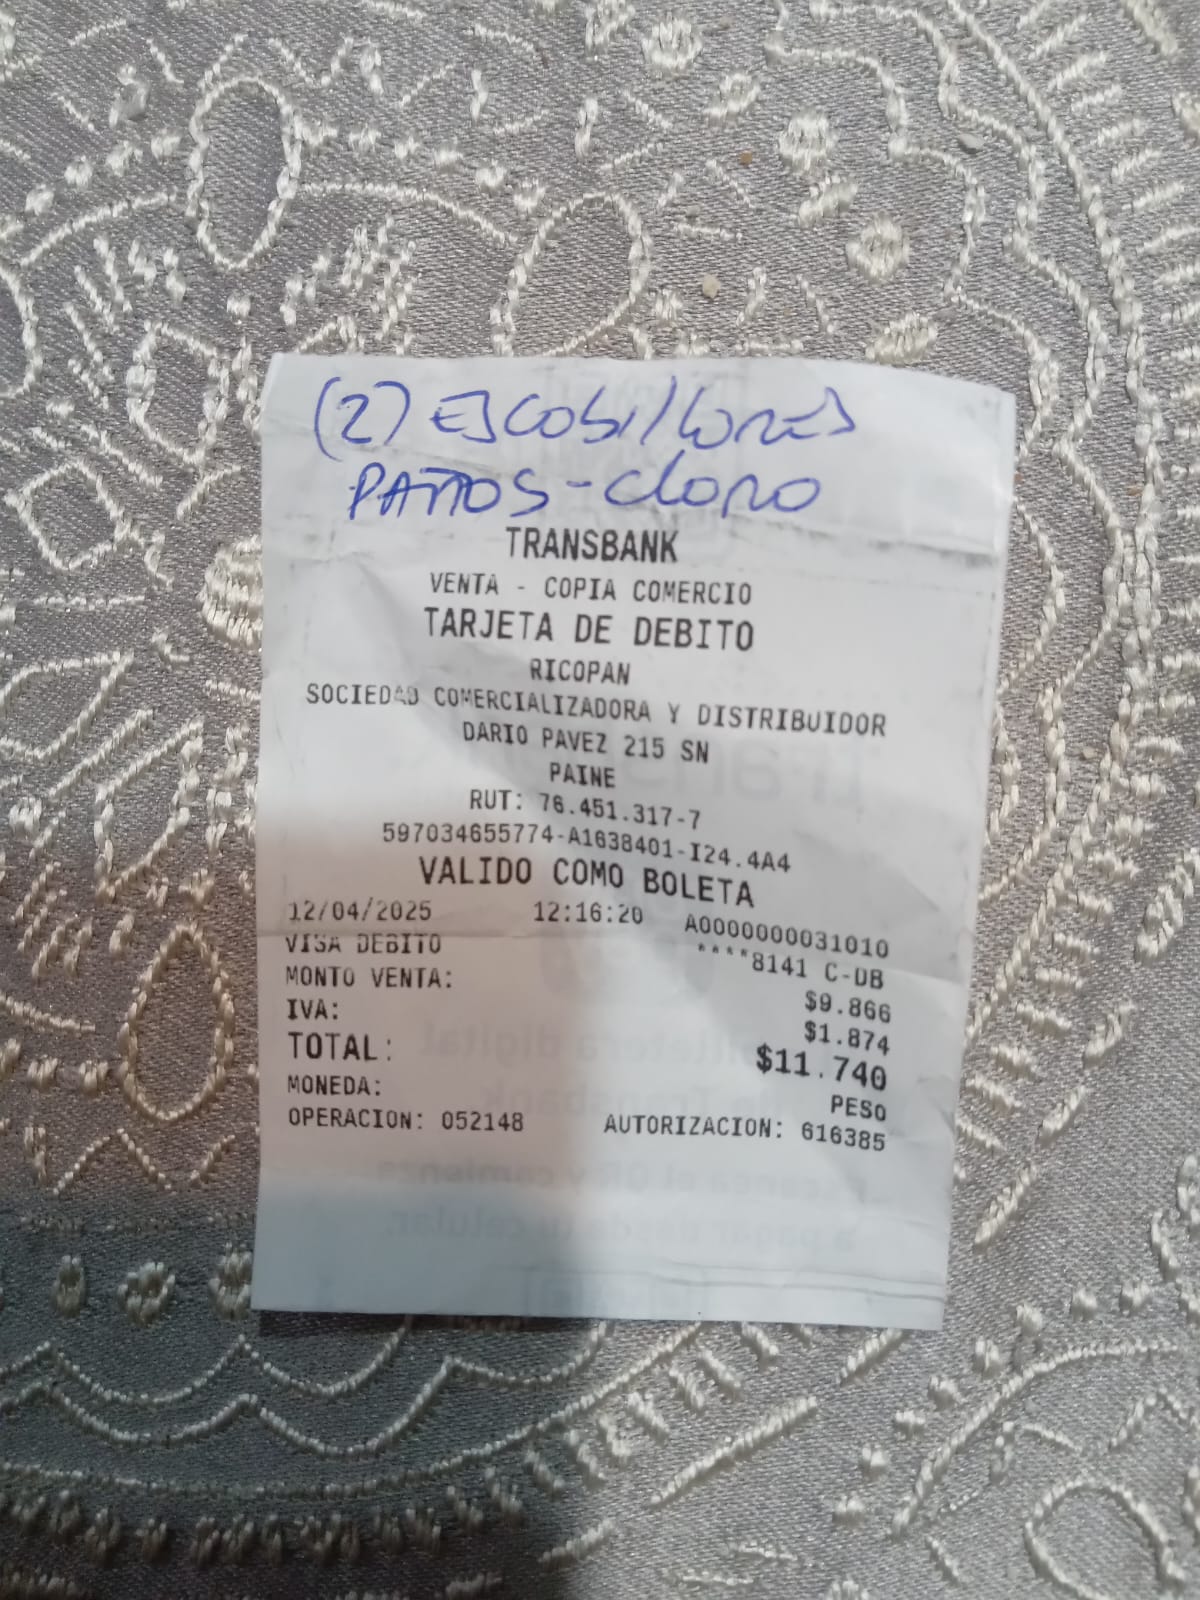 (2) ESCOBILLONES
PAÑOS - cloro
TRANSBANK
VENTA - COPIA COMERCIO
TARJETA DE DEBITO
RICOPAN
SOCIEDAD COMERCIALIZADORA Y DISTRIBUIDOR
DARIO PAVEZ 215 SN
PAINE
RUT: 76.451.317-7
597034655774-A1638401-I24.4A4
VALIDO COMO BOLETA
12/04/2025 12:16:20 A0000000031010
VISA DEBITO ****8141 C-DB
MONTO VENTA: $9.866
IVA: $1.874
TOTAL: $11.740
MONEDA: PESO
OPERACION: 052148 AUTORIZACION: 616385